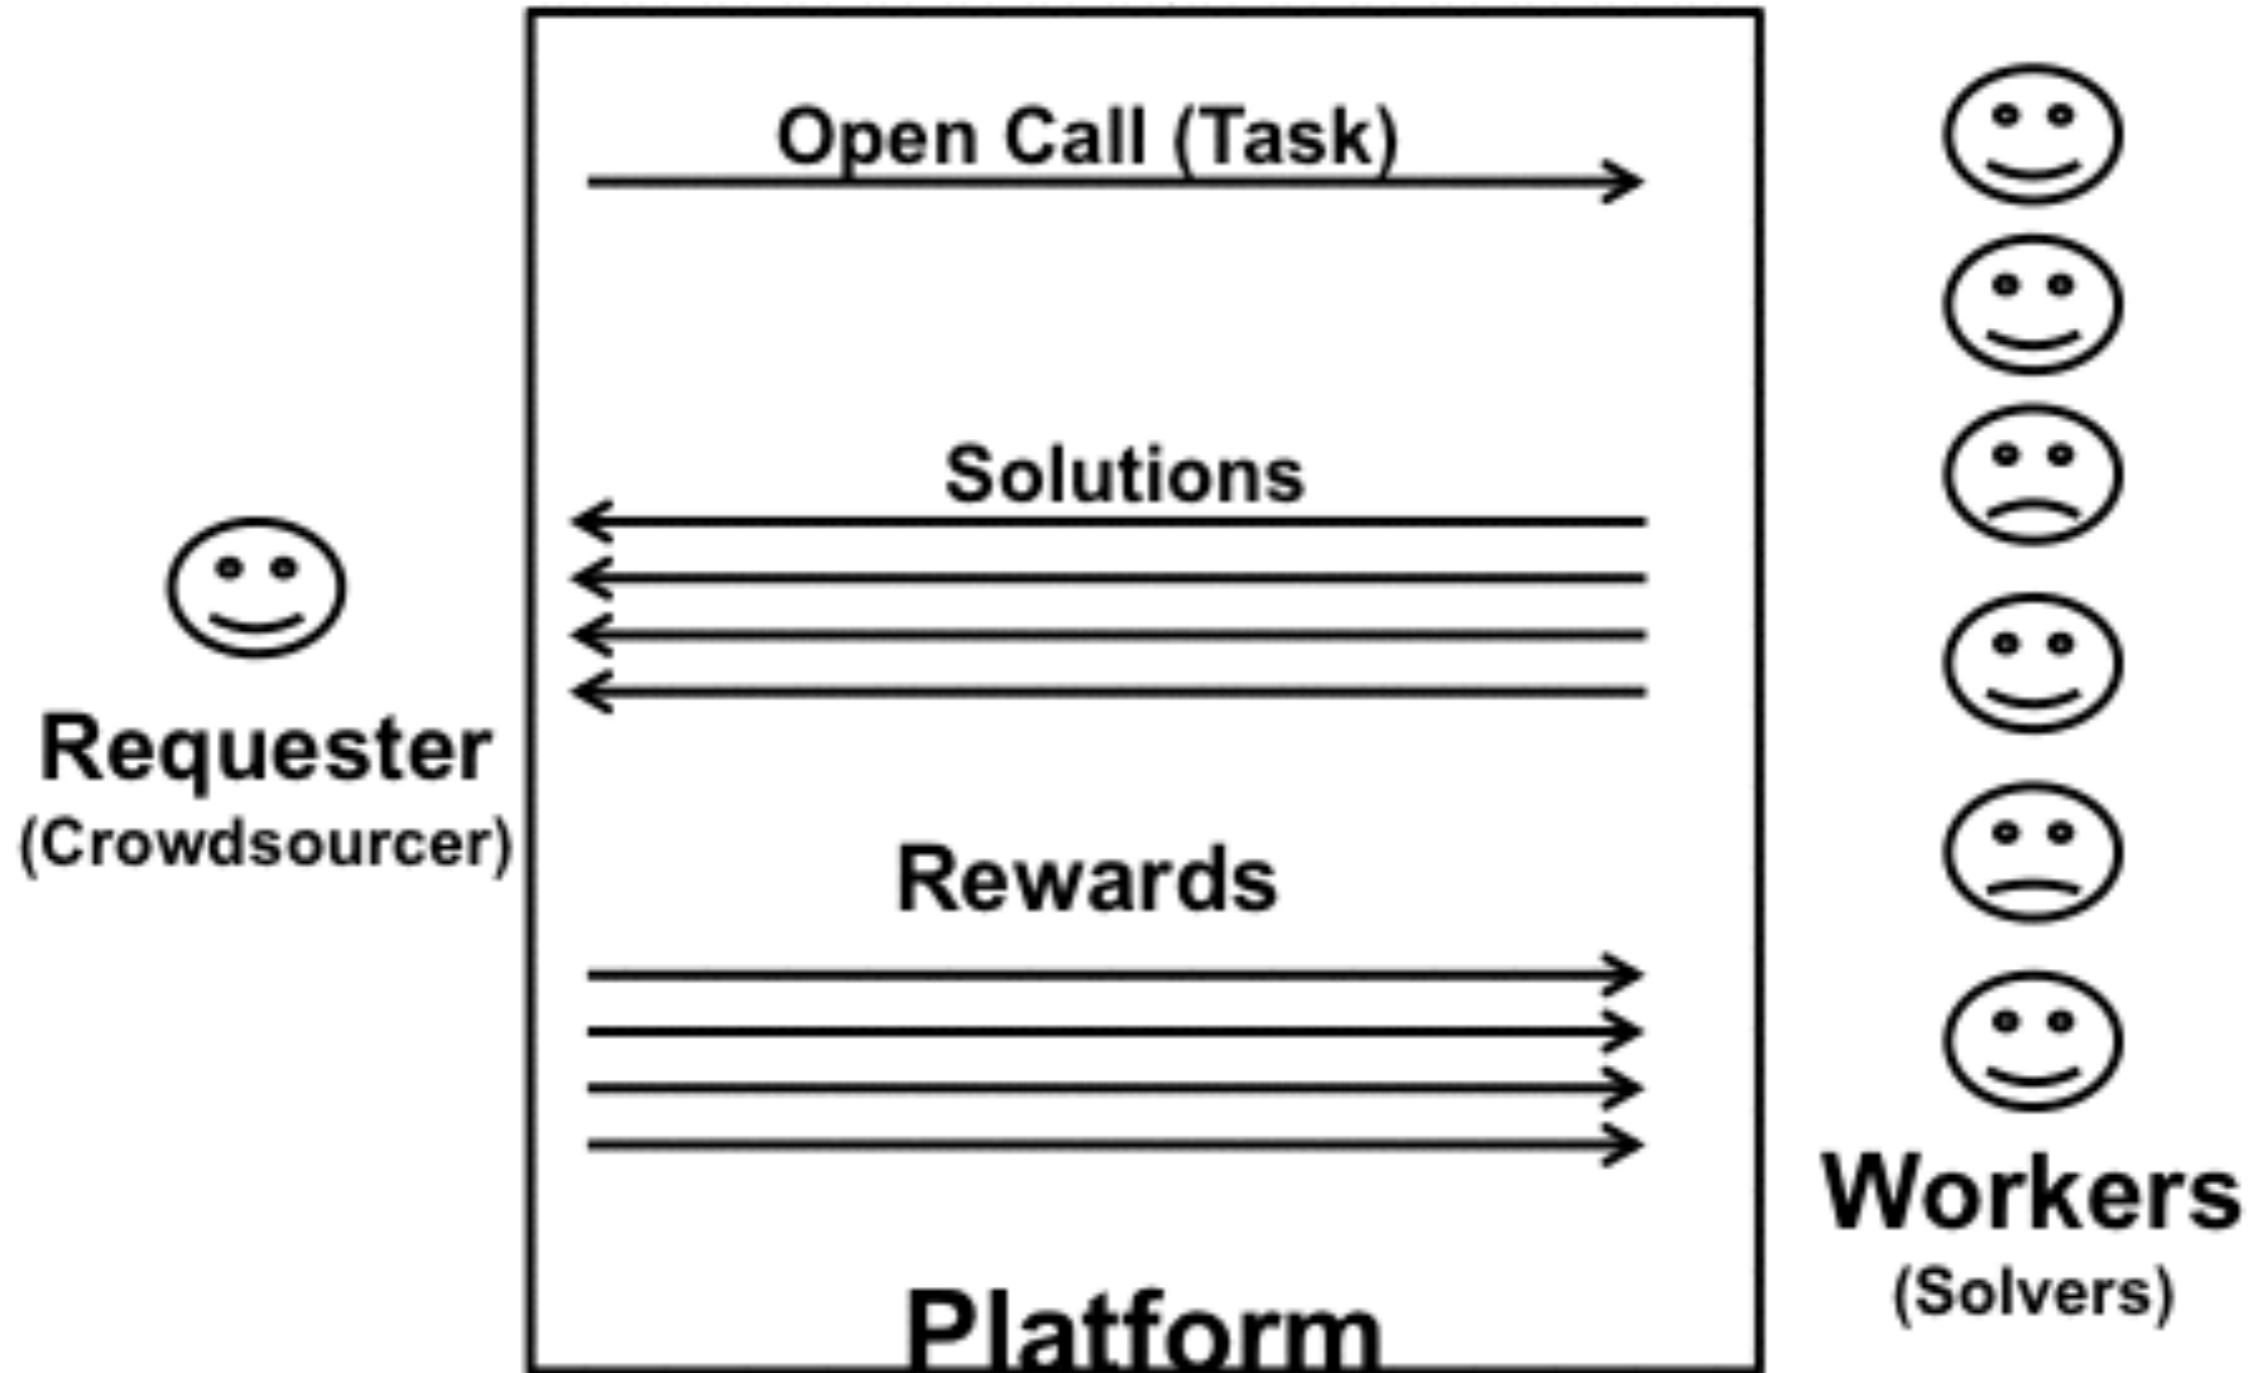 Open Call (Task)
Solutions
Requester
(Crowdsourcer)
Rewards
Workers
(Solvers)
Platform